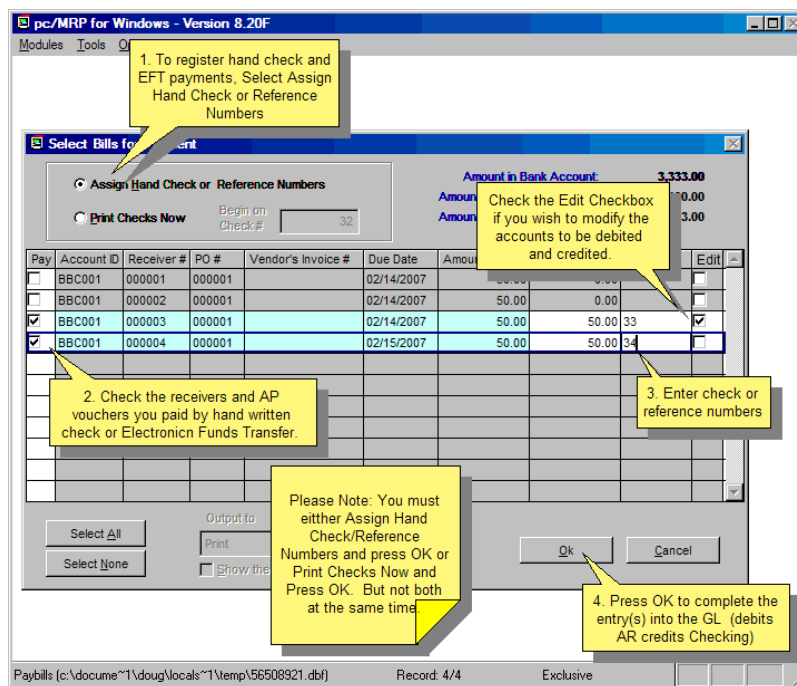 pc/MRP for Windows - Version 8.20F
Modules Tools
1. To register hand check and
EFT payments, Select Assign
Hand Check or Reference
Numbers
Select Bills
Assign Hand Check or Reference Numbers
Print Checks Now
Begin on
Check #:
32
Amount in Bank Account: 3,333.00
Check the Edit Checkbox
if you wish to modify the
accounts to be debited
and credited.
Pay Account ID Receiver # PO # Vendor's Invoice # Due Date Edit
BBC001 000001 000001 02/14/2007
BBC001 000002 000001 02/14/2007 50.00 0.00
BBC001 000003 000001 02/14/2007 50.00 50.00 33
BBC001 000004 000001 02/15/2007 50.00 50.00 34
2. Check the receivers and AP
vouchers you paid by hand written
check or Electronicn Funds Transfer.
3. Enter check or
reference numbers
Please Note: You must
eitther Assign Hand
Check/Reference
Numbers and press OK or
Print Checks Now and
Press OK. But not both
at the same time.
Select All
Select None
Output to
Print
Show the
Ok
Cancel
4. Press OK to complete the
entry(s) into the GL (debits
AR credits Checking)
Paybills (c:\docume~1\doug\locals~1\temp\56508921.dbf) Record: 4/4 Exclusive